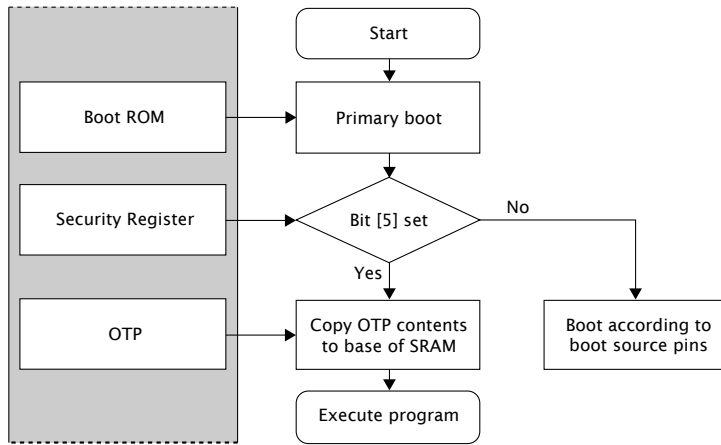 Start
Boot ROM
Primary boot
Security Register
Bit [5] set
No
Yes
OTP
Copy OTP contents
to base of SRAM
Boot according to
boot source pins
Execute program